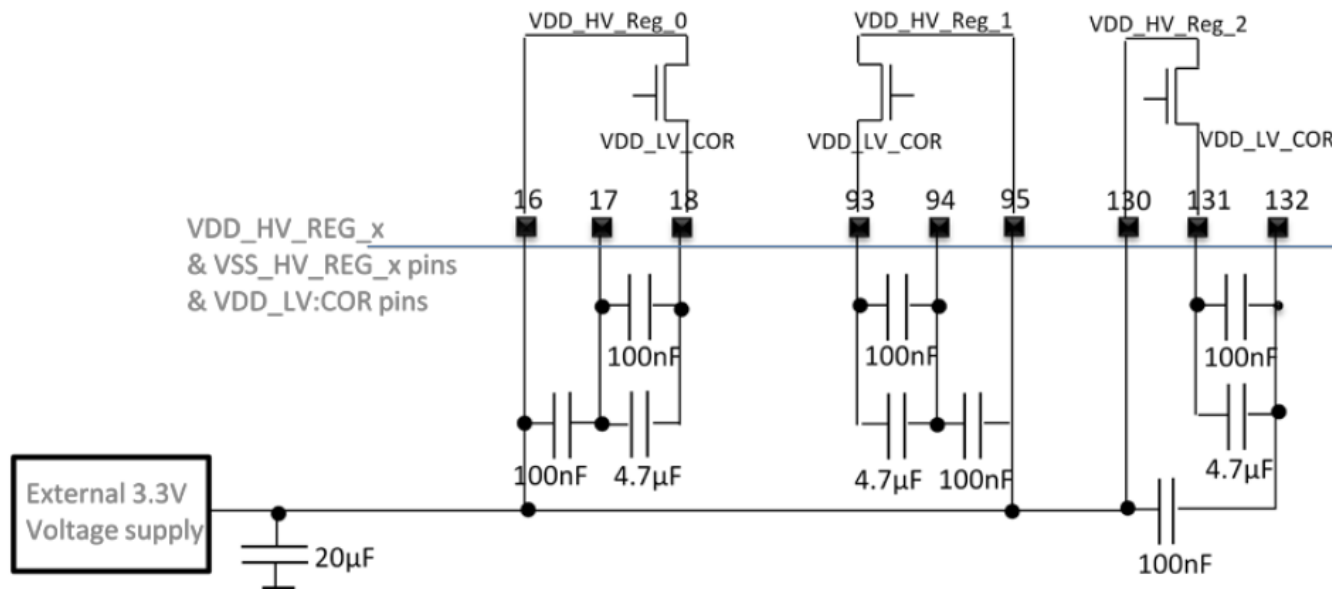 VDD_HV_Reg_0
VDD_HV_Reg_1
VDD_HV_Reg_2
VDD_LV_COR
VDD_LV_COR
VDD_LV_COR
16
17
18
93
94
95
130
131
132
VDD_HV_REG_x
& VSS_HV_REG_x pins
& VDD_LV:COR pins
100nF
100nF
100nF
100nF
4.7µF
4.7µF
100nF
4.7µF
External 3.3V
Voltage supply
20µF
100nF